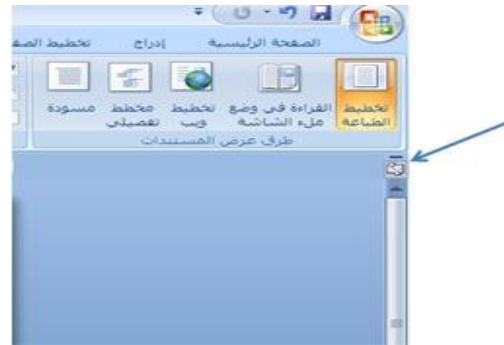 الصفحة الرئيسية إدراج تخطيط الصف
تخطيط الطباعة
القراءة في وضع ملء الشاشة
تخطيط ويب
مخطط تفصيلي
مسودة
طرق عرض المستندات